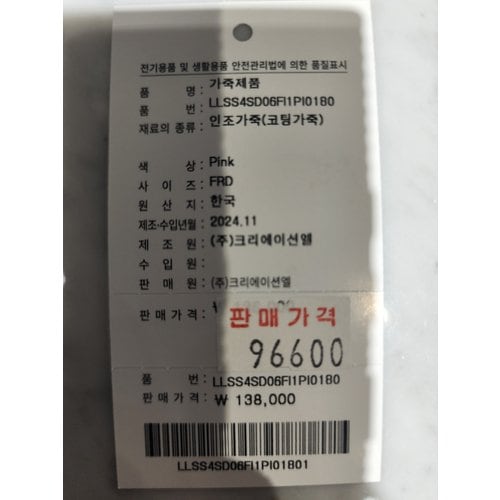 전기용품 및 생활용품 안전관리법에 의한 품질표시
품 명 : 가죽제품
품 번 : LLSS4SD06FI1PI01B0
재료의 종류 : 인조가죽(코팅가죽)
색 상 : Pink
사 이 즈 : FRD
원 산 지 : 한국
제조·수입년월 : 2024.11
제 조 원 : (주)크리에이션엘
수 입 원 :
판 매 원 : (주)크리에이션엘
판매가격 : ₩
판매가격
96600
품 번 : LLSS4SD06FI1PI01B0
판매가격 : ₩ 138,000
LLSS4SD06FI1PI01B01